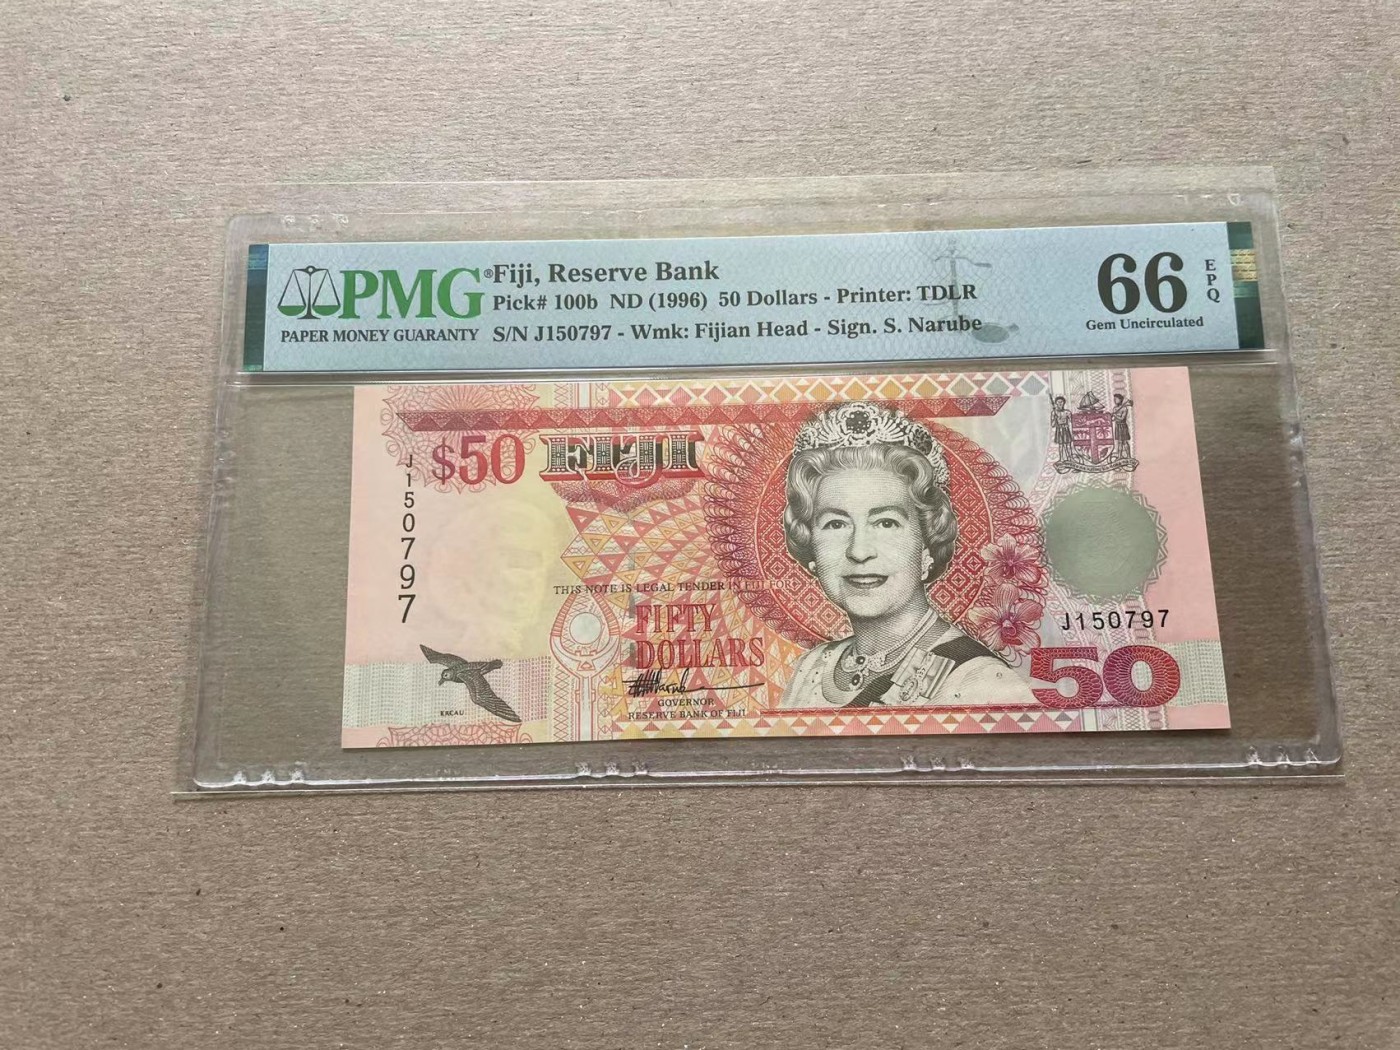 PMG®
PAPER MONEY GUARANTY
Fiji, Reserve Bank
Pick# 100b ND (1996) 50 Dollars - Printer: TDLR
S/N J150797 - Wmk: Fijian Head - Sign. S. Narube
66
EPQ
Gem Uncirculated
$50 FIJI
J150797
THIS NOTE IS LEGAL TENDER IN FIJI FOR
FIFTY
DOLLARS
GOVERNOR
RESERVE BANK OF FIJI
KACAU
J150797
50